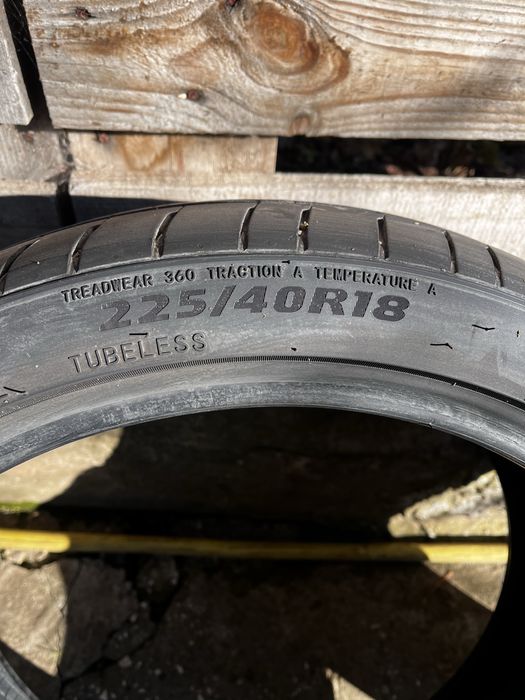 TREADWEAR 360 TRACTION A TEMPERATURE A
225/40R18
TUBELESS